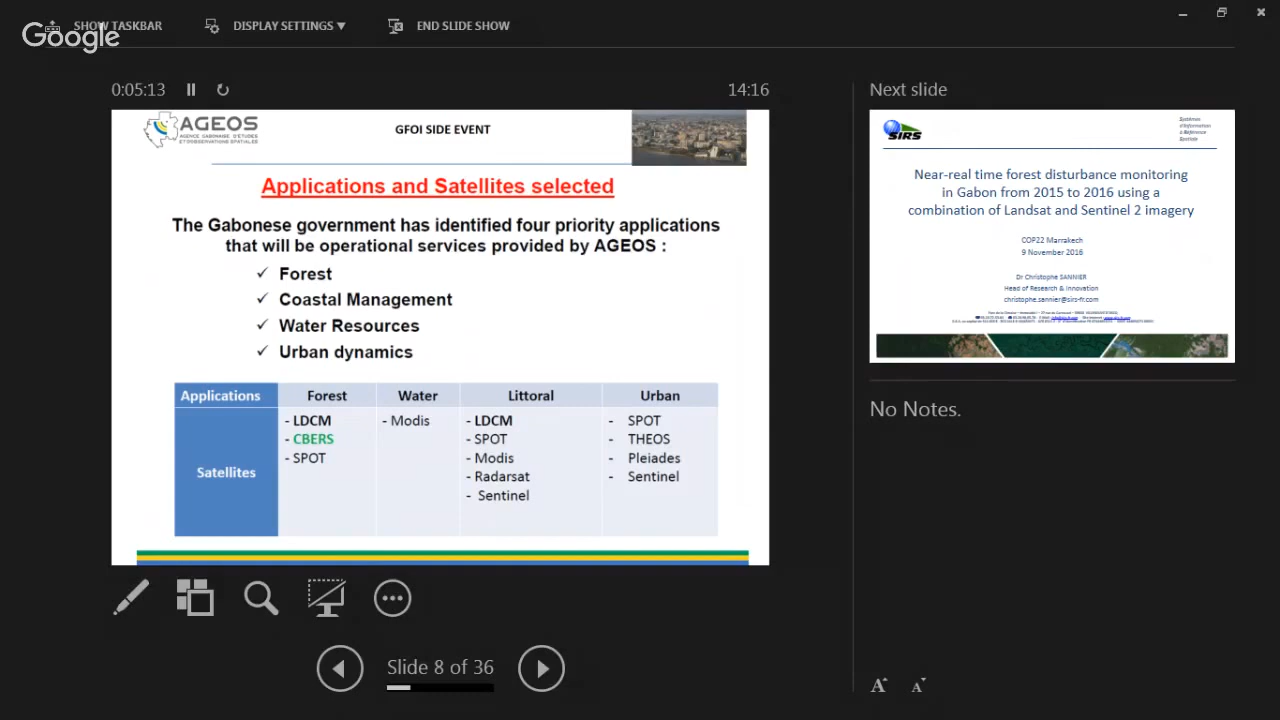 SHOW TASKBAR
DISPLAY SETTINGS
END SLIDE SHOW
Google
0:05:13
14:16
AGEOS
AGENCE GABONAISE D'ÉTUDES
ET D'OBSERVATIONS SPATIALES
GFOI SIDE EVENT
Applications and Satellites selected
The Gabonese government has identified four priority applications
that will be operational services provided by AGEOS :
✓ Forest
✓ Coastal Management
✓ Water Resources
✓ Urban dynamics
Applications Forest Water Littoral Urban
Satellites
- LDCM
- CBERS
- SPOT
- Modis
- LDCM
- SPOT
- Modis
- Radarsat
- Sentinel
- SPOT
- THEOS
- Pleiades
- Sentinel
Slide 8 of 36
Next slide
SIRS
Systèmes
d'Information
à Référence
Spatiale
Near-real time forest disturbance monitoring
in Gabon from 2015 to 2016 using a
combination of Landsat and Sentinel 2 imagery
COP22 Marrakech
9 November 2016
Dr Christophe SANNIER
Head of Research & Innovation
christophe.sannier@sirs-fr.com
No Notes.
A A